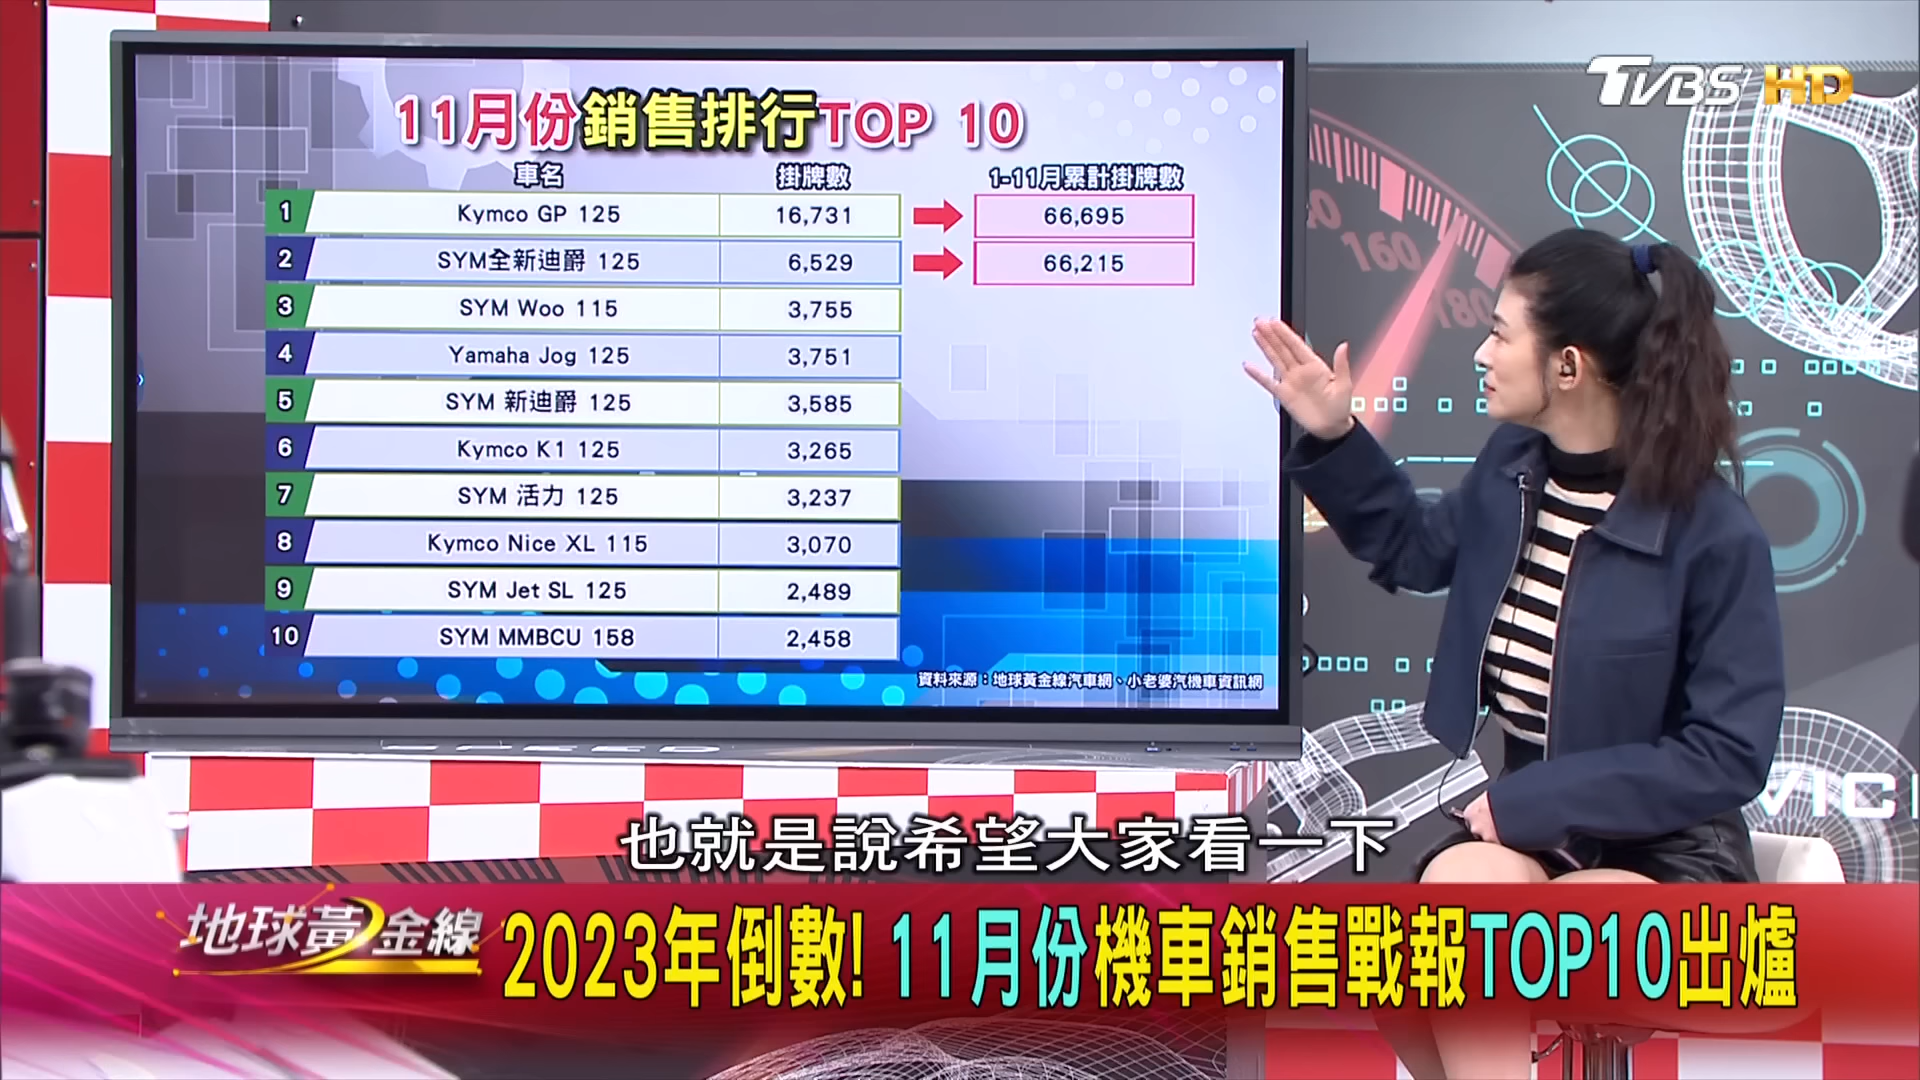 TVBS HD
11月份銷售排行TOP 10
車名 掛牌數 1-11月累計掛牌數
1 Kymco GP 125 16,731 66,695
2 SYM全新迪爵 125 6,529 66,215
3 SYM Woo 115 3,755
4 Yamaha Jog 125 3,751
5 SYM 新迪爵 125 3,585
6 Kymco K1 125 3,265
7 SYM 活力 125 3,237
8 Kymco Nice XL 115 3,070
9 SYM Jet SL 125 2,489
10 SYM MMBCU 158 2,458
資料來源：地球黃金線汽車網、小老婆汽機車資訊網
160
180
也就是說希望大家看一下
地球黃金線
2023年倒數! 11月份機車銷售戰報TOP10出爐